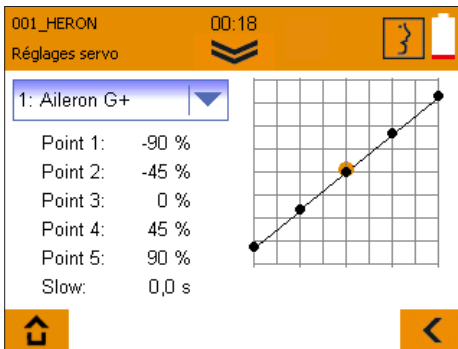 001_HERON 00:18
Réglages servo
1: Aileron G+
Point 1: -90 %
Point 2: -45 %
Point 3: 0 %
Point 4: 45 %
Point 5: 90 %
Slow: 0,0 s